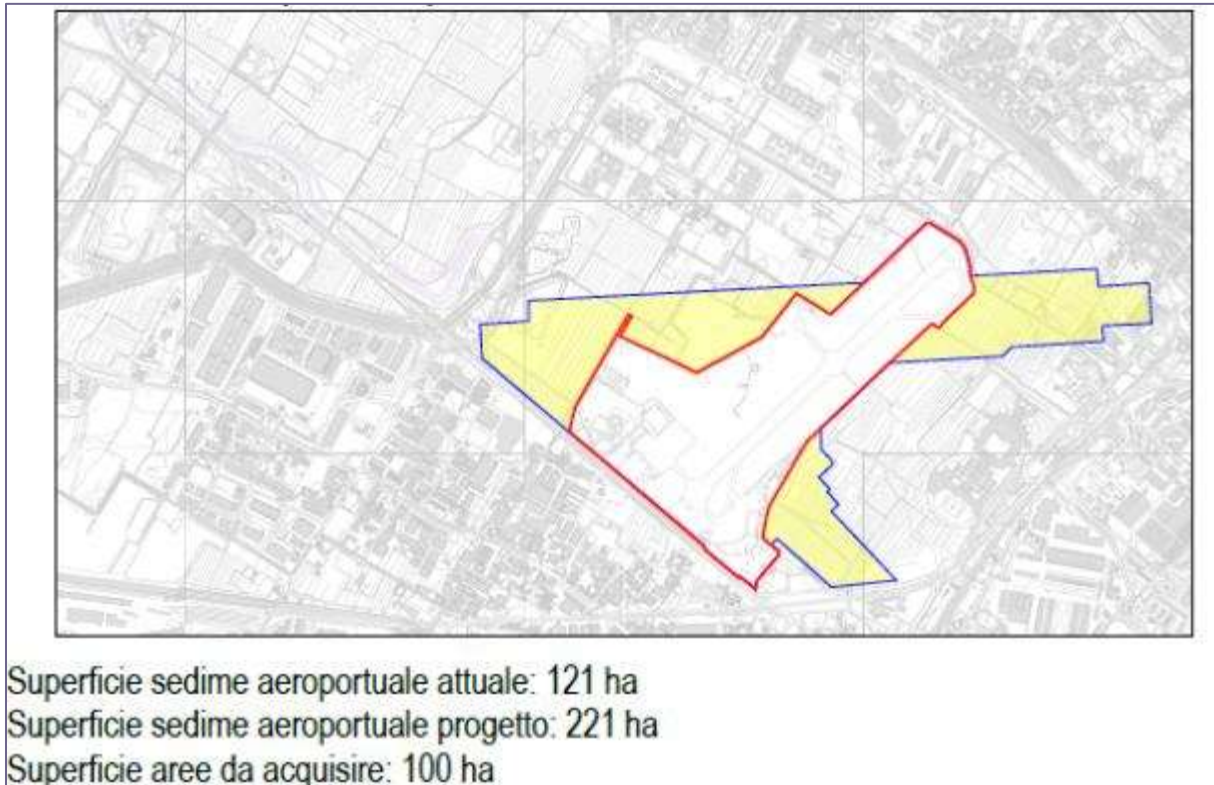 Superficie sedime aeroportuale attuale: 121 ha
Superficie sedime aeroportuale progetto: 221 ha
Superficie aree da acquisire: 100 ha